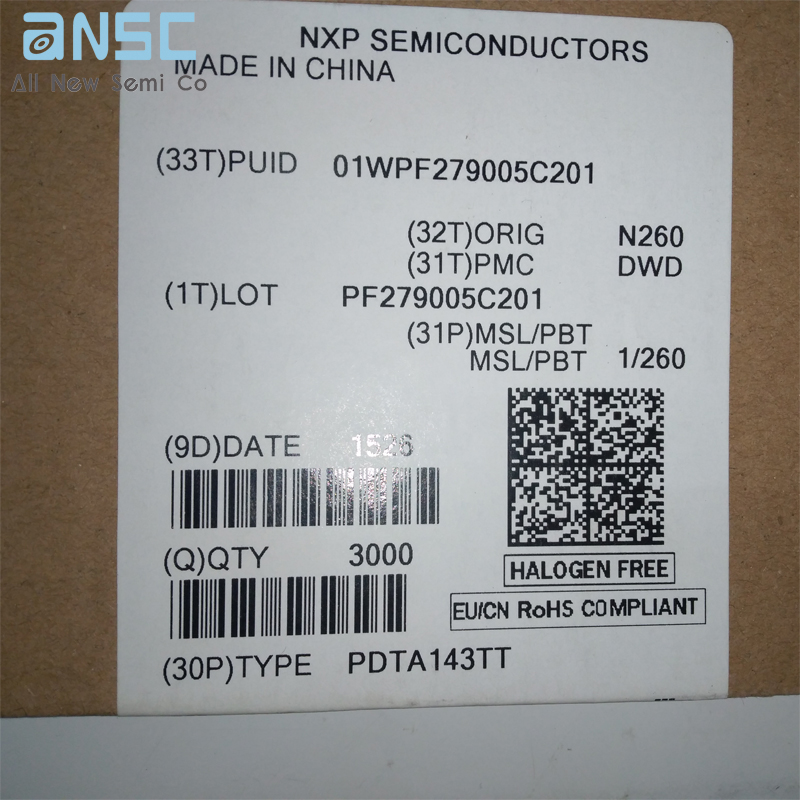 aNSC
All New Semi Co
NXP SEMICONDUCTORS
MADE IN CHINA
(33T)PUID 01WPF279005C201
(32T)ORIG N260
(31T)PMC DWD
(1T)LOT PF279005C201
(31P)MSL/PBT
MSL/PBT 1/260
(9D)DATE 1526
(Q)QTY 3000
HALOGEN FREE
EU/CN RoHS COMPLIANT
(30P)TYPE PDTA143TT